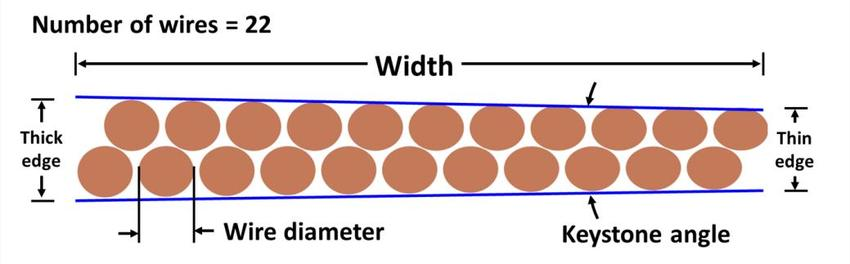 Number of wires = 22
Width
Thick
edge
Thin
edge
Wire diameter
Keystone angle